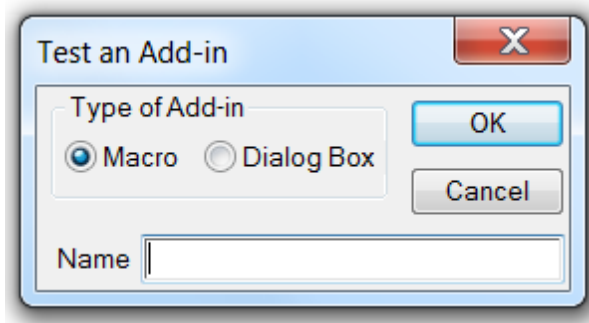 Test an Add-in
Type of Add-in
OK
Macro Dialog Box
Cancel
Name